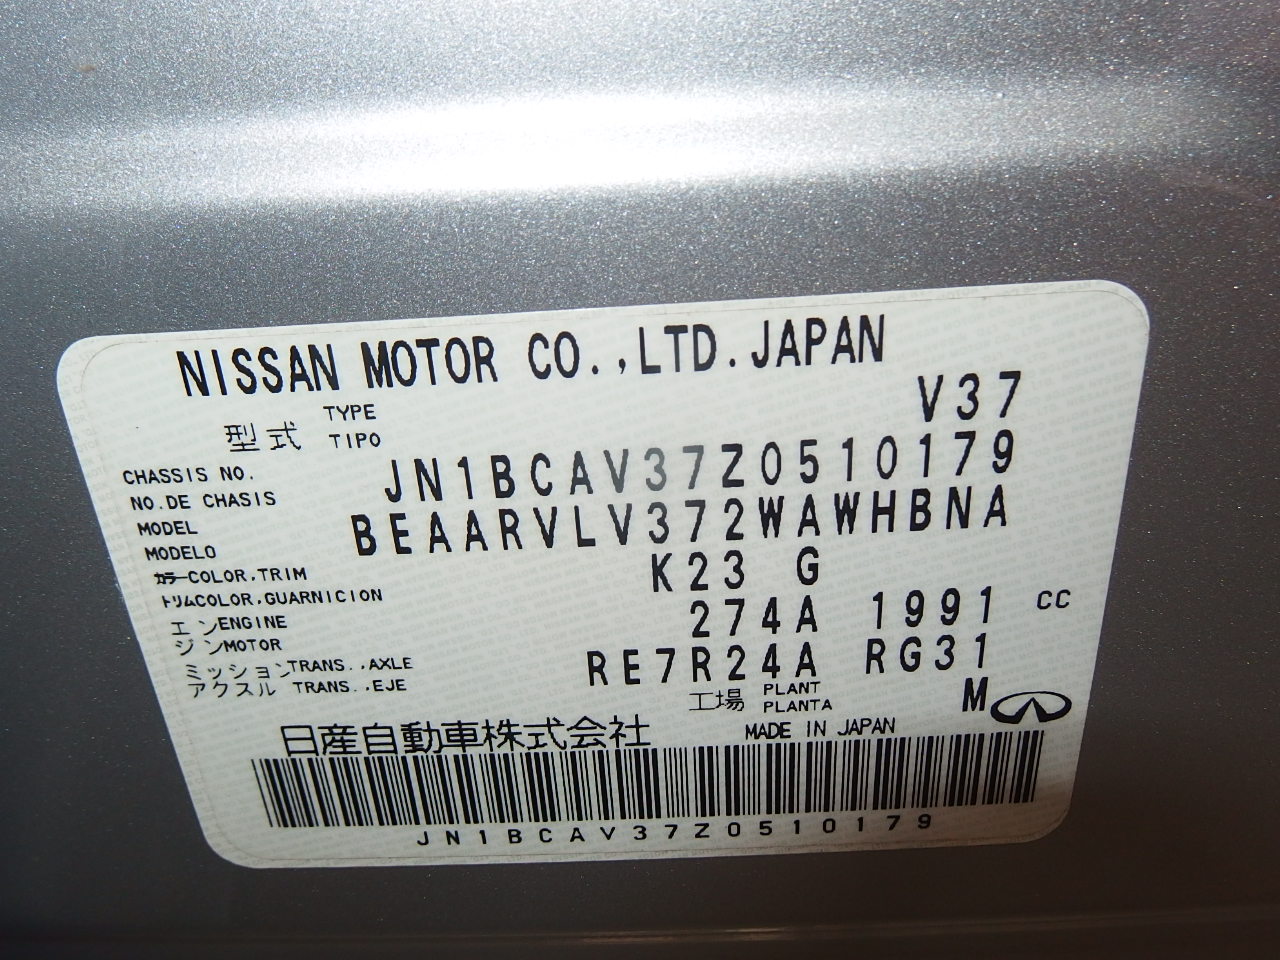 NISSAN MOTOR CO.,LTD.JAPAN
型式 TYPE V37
TIPO
CHASSIS NO. JN1BCAV37Z0510179
NO.DE CHASIS
MODEL BEAARVLV372WAWHBNA
MODELO
カラーCOLOR,TRIM K23 G
トリムCOLOR,GUARNICION
エンENGINE 274A 1991 CC
ジンMOTOR
ミッションTRANS.,AXLE RE7R24A RG31
アクスル TRANS.,EJE
工場 PLANT M
PLANTA
日産自動車株式会社 MADE IN JAPAN
JN1BCAV37Z0510179